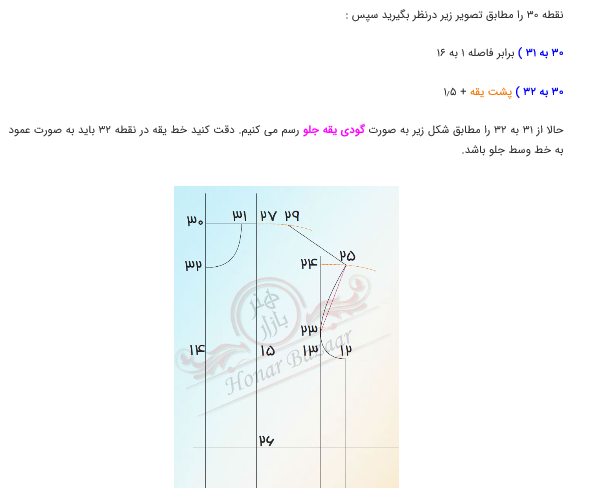 نقطه ۳۰ را مطابق تصویر زیر درنظر بگیرید سپس :
۳۰ به ۳۱ ) برابر فاصله ۱ به ۱۶
۳۰ به ۳۲ ) پشت یقه + ۱٫۵
حالا از ۳۱ به ۳۲ را مطابق شکل زیر به صورت گودی یقه جلو رسم می کنیم. دقت کنید خط یقه در نقطه ۳۲ باید به صورت عمود
به خط وسط جلو باشد.
۳۰ ۳۱ ۲۷ ۲۹
۲۵
۳۲ ۲۴
هنر
بازار
۲۳
۱۴ ۱۵ ۱۳ ۱۲
Honar Bazaar
۲۶